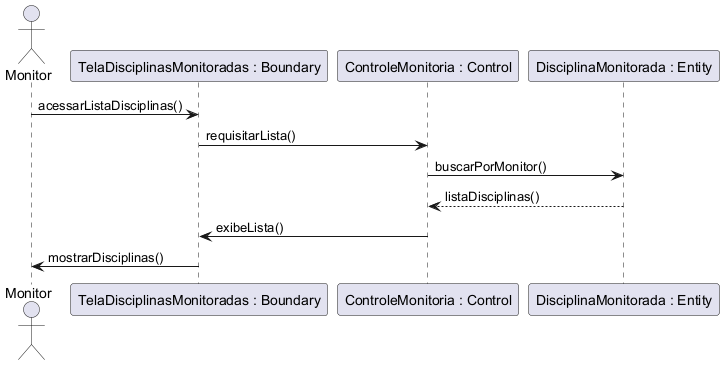 Monitor
TelaDisciplinasMonitoradas : Boundary
ControleMonitoria : Control
DisciplinaMonitorada : Entity
acessarListaDisciplinas()
requisitarLista()
buscarPorMonitor()
listaDisciplinas()
exibeLista()
mostrarDisciplinas()
Monitor
TelaDisciplinasMonitoradas : Boundary
ControleMonitoria : Control
DisciplinaMonitorada : Entity